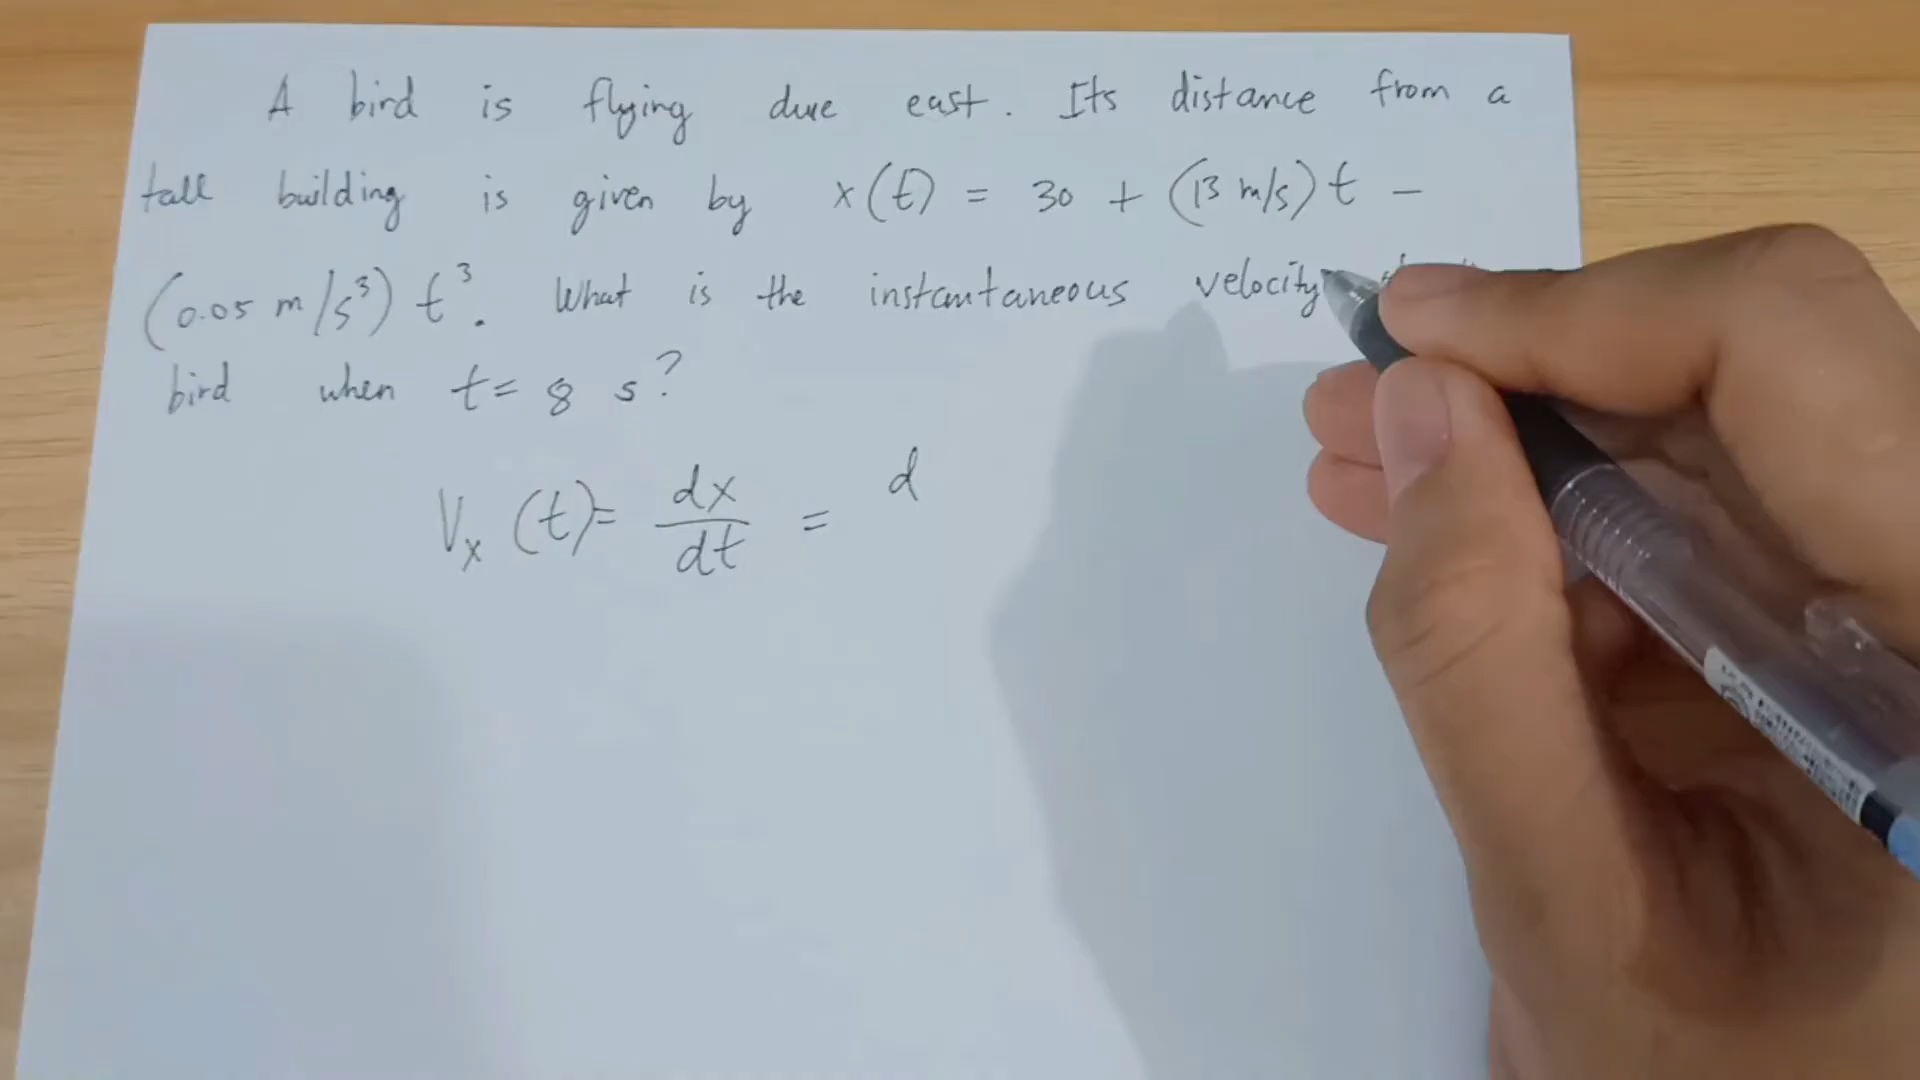 A bird is flying due east. Its distance from a
tall building is given by x(t) = 30 + (13 m/s) t -
(0.05 m/s³) t³. What is the instantaneous velocity
bird when t = 8 s?
Vₓ (t) = dx/dt = d